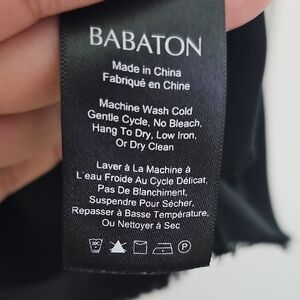 BABATON
Made in China
Fabriqué en Chine
Machine Wash Cold
Gentle Cycle, No Bleach,
Hang To Dry, Low Iron,
Or Dry Clean
Laver à La Machine à
L'eau Froide Au Cycle Délicat,
Pas De Blanchiment,
Suspendre Pour Sécher,
Repasser à Basse Température,
Ou Nettoyer à Sec